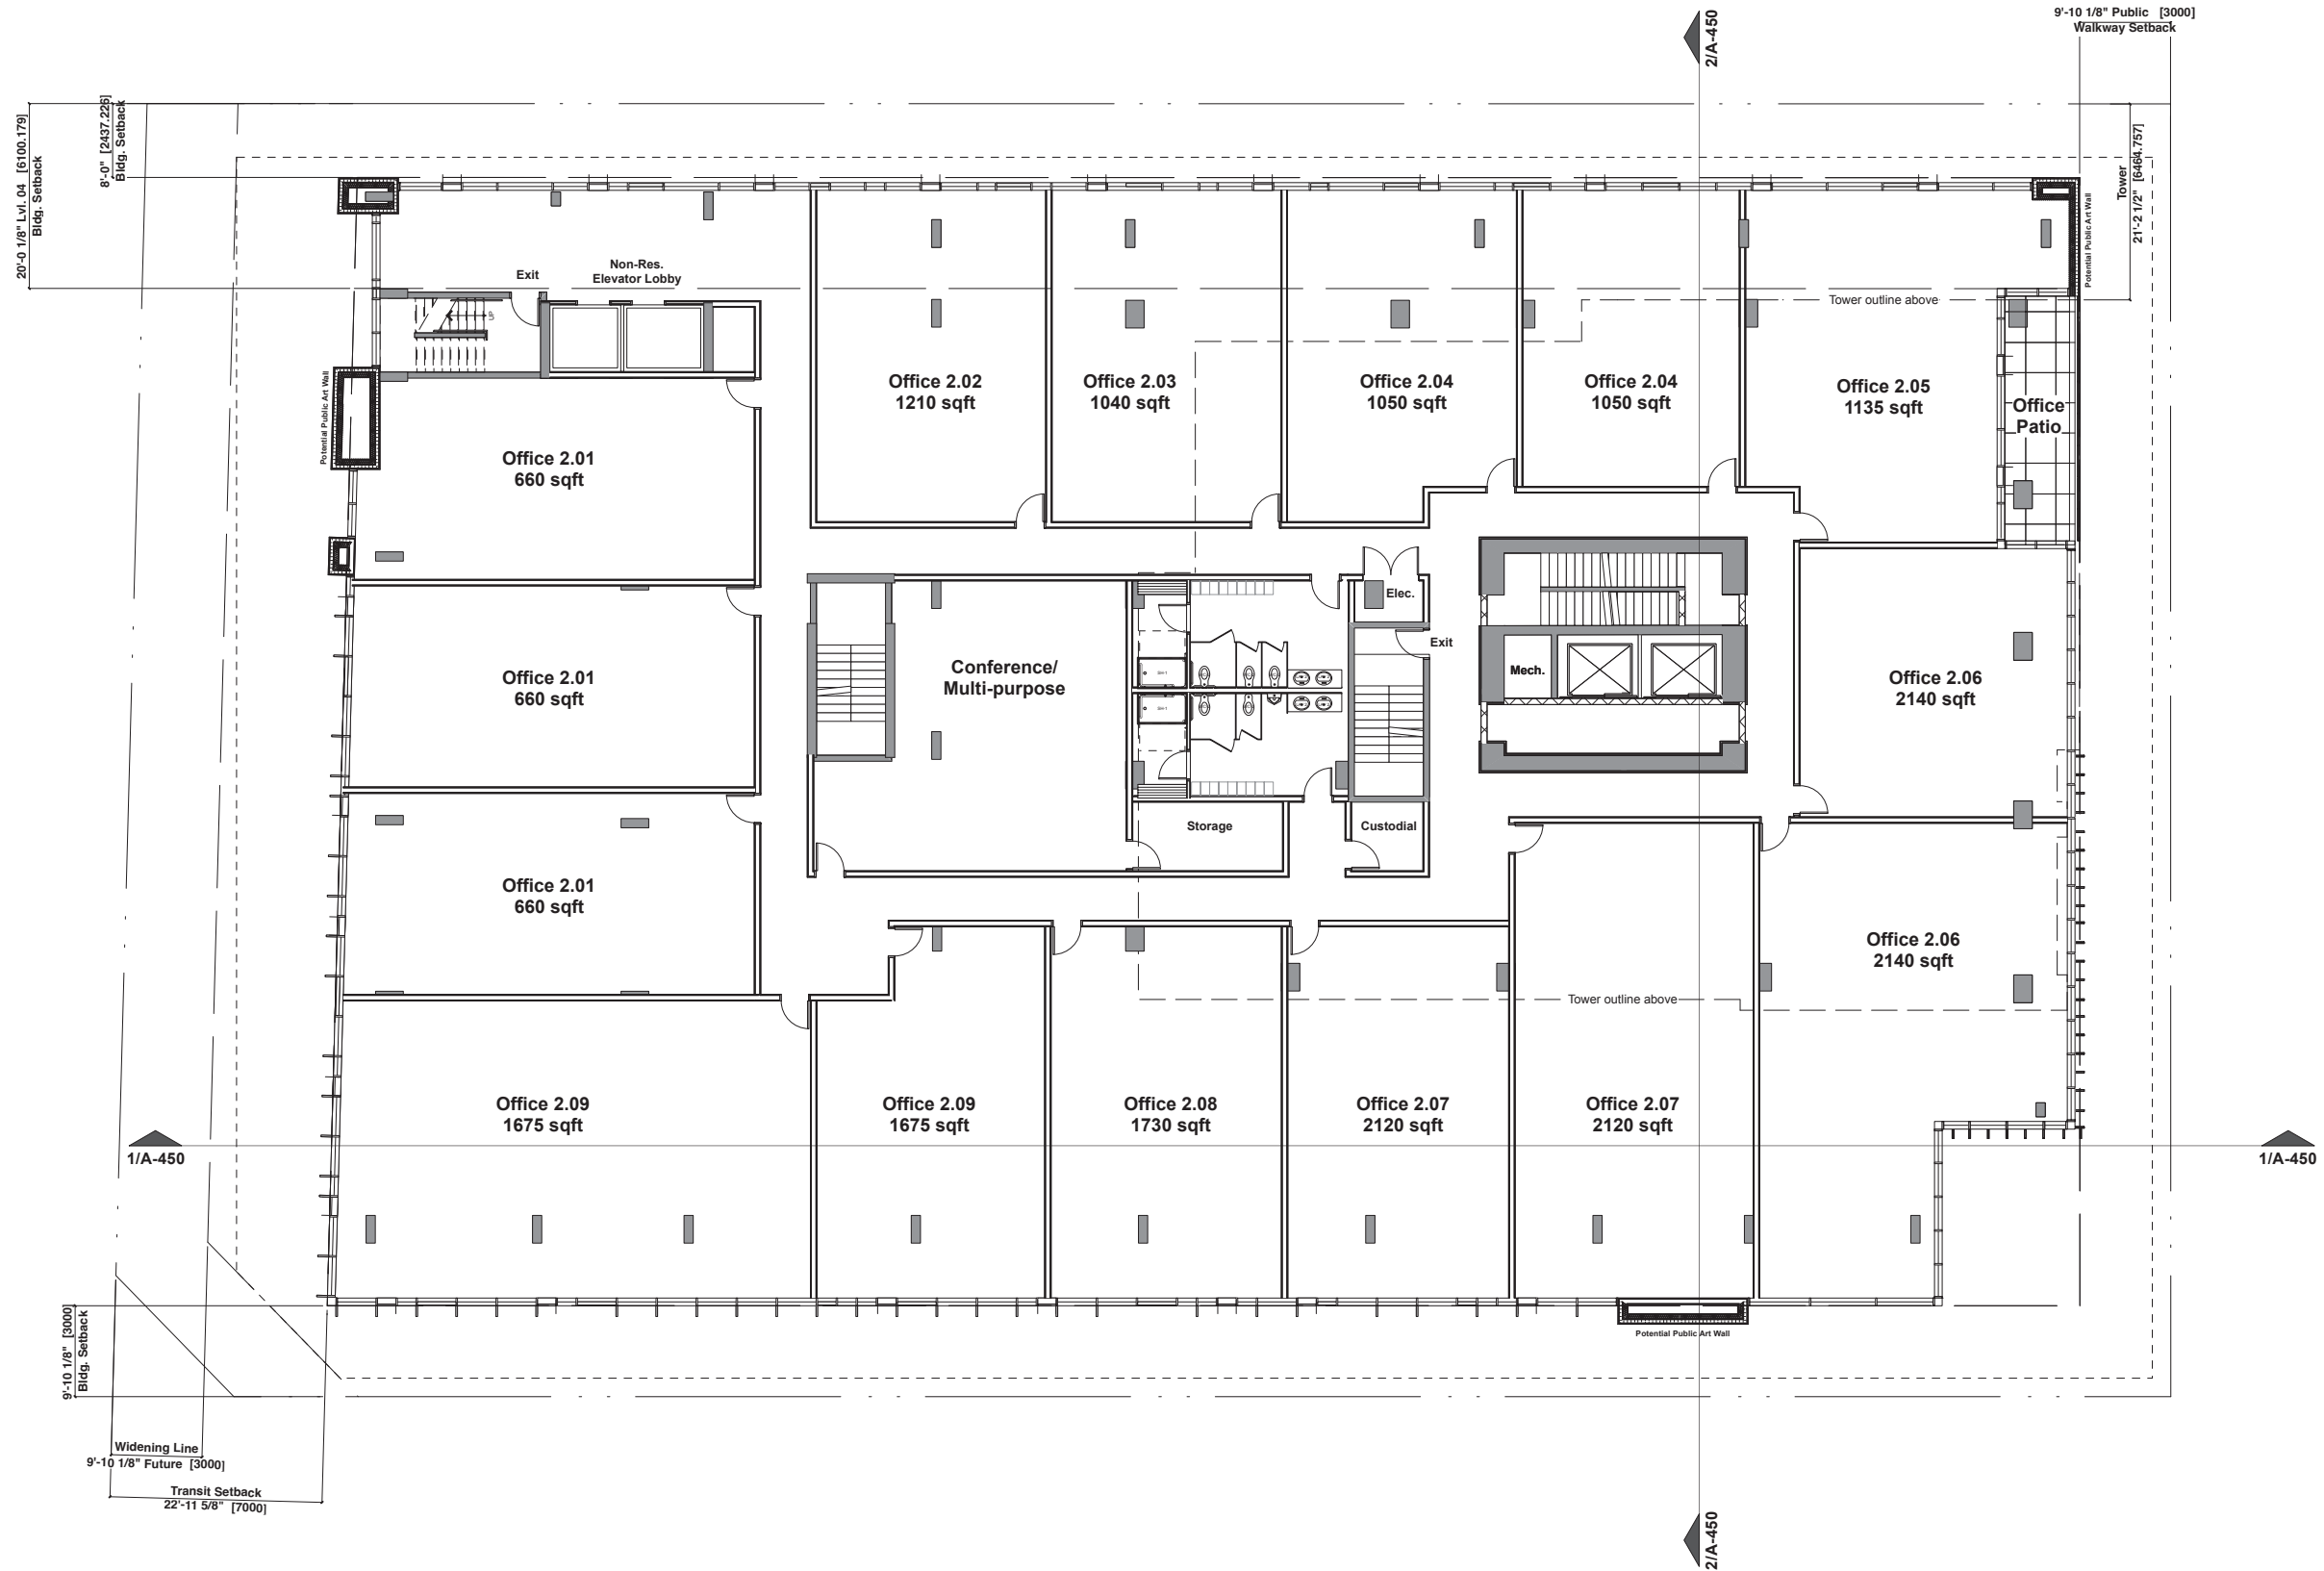 9'-10 1/8" Public [3000]
Walkway Setback
2/A-450
20'-0 1/8" Lvl. 04 [6100.179]
Bldg. Setback
8'-0" [2437.226]
Bldg. Setback
Tower
21'-2 1/2" [6464.757]
Potential Public Art Wall
Exit
Non-Res.
Elevator Lobby
Tower outline above
Office 2.02
1210 sqft
Office 2.03
1040 sqft
Office 2.04
1050 sqft
Office 2.04
1050 sqft
Office 2.05
1135 sqft
Office
Patio
Potential Public Art Wall
Office 2.01
660 sqft
Elec.
Exit
Conference/
Multi-purpose
Mech.
Office 2.01
660 sqft
Office 2.06
2140 sqft
Storage
Custodial
Office 2.01
660 sqft
Office 2.06
2140 sqft
Tower outline above
Office 2.09
1675 sqft
Office 2.09
1675 sqft
Office 2.08
1730 sqft
Office 2.07
2120 sqft
Office 2.07
2120 sqft
1/A-450
1/A-450
9'-10 1/8" [3000]
Bldg. Setback
Potential Public Art Wall
Widening Line
9'-10 1/8" Future [3000]
Transit Setback
22'-11 5/8" [7000]
2/A-450